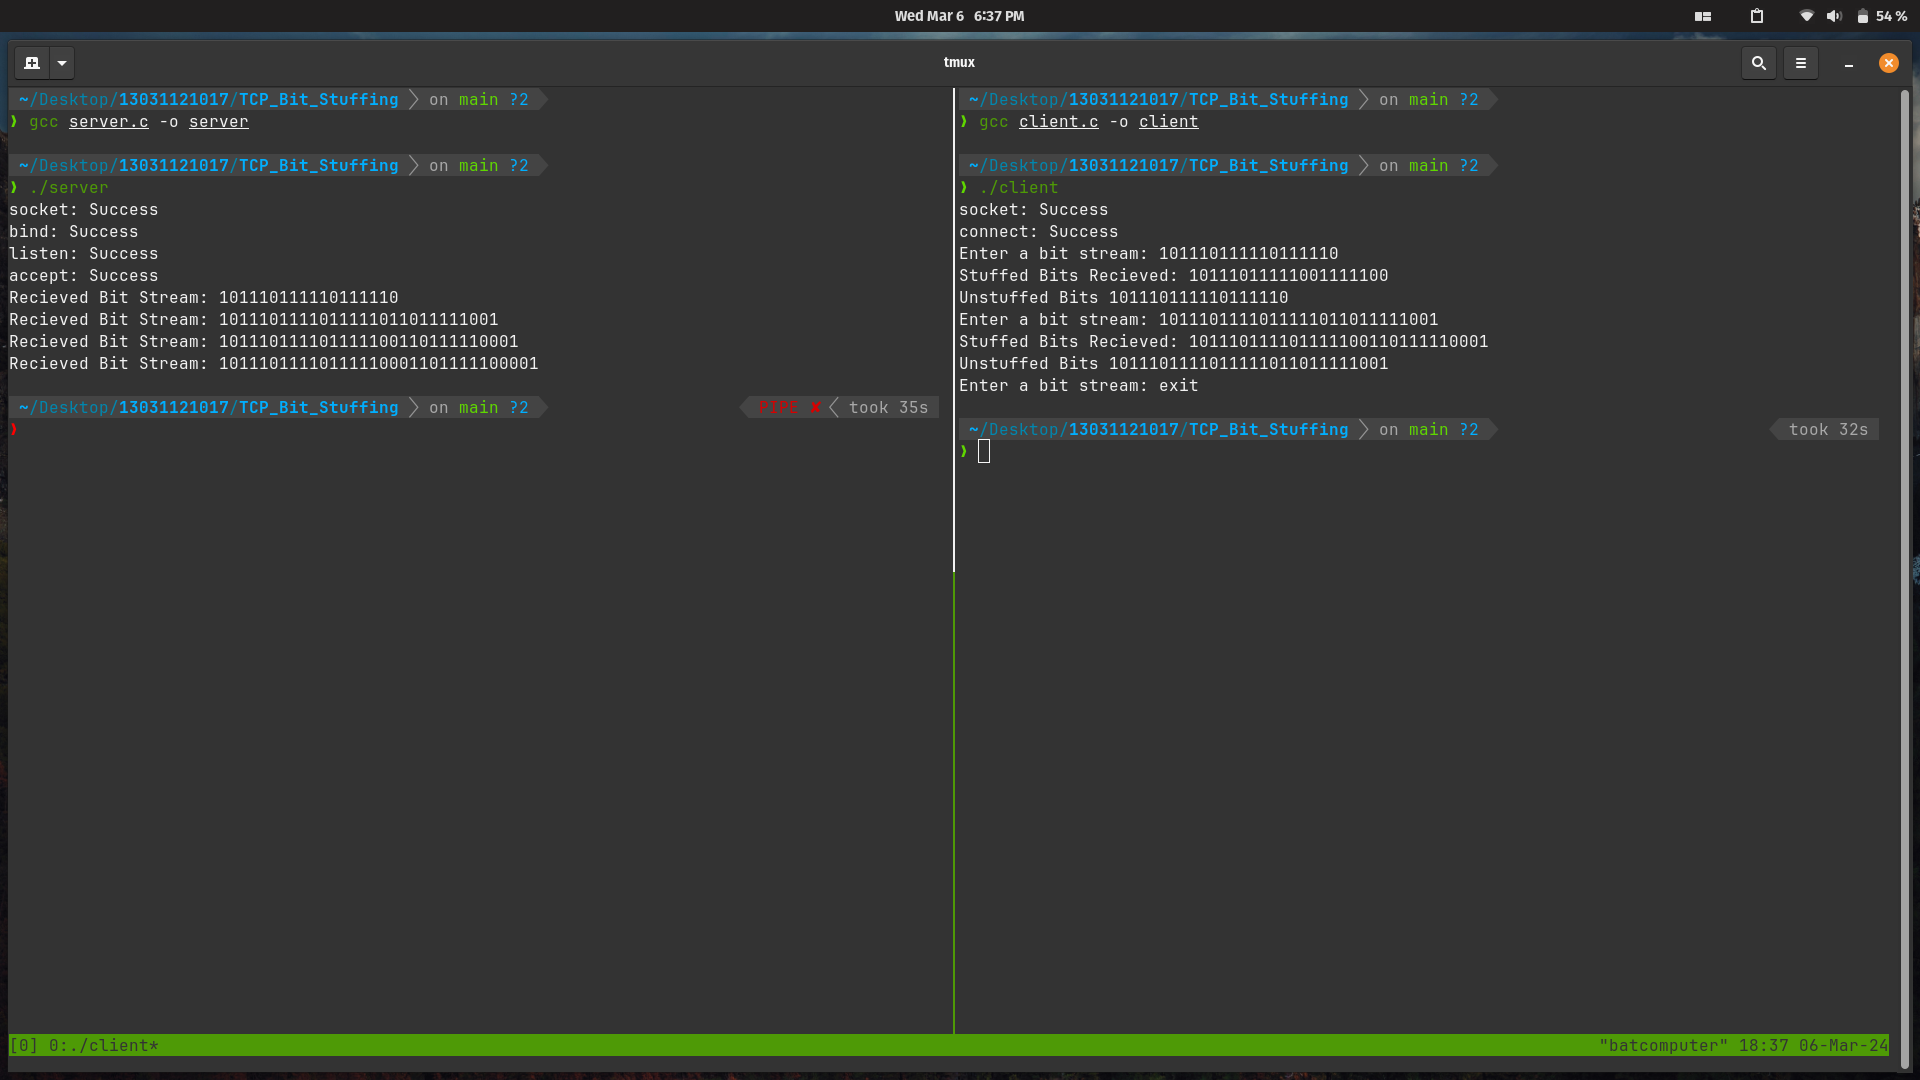 Wed Mar 6 6:37 PM
54 %
tmux
~/Desktop/13031121017/TCP_Bit_Stuffing on main ?2
❯ gcc server.c -o server
~/Desktop/13031121017/TCP_Bit_Stuffing on main ?2
❯ ./server
socket: Success
bind: Success
listen: Success
accept: Success
Recieved Bit Stream: 101110111110111110
Recieved Bit Stream: 1011101111011111011011111001
Recieved Bit Stream: 101110111101111100110111110001
Recieved Bit Stream: 10111011110111110001101111100001
~/Desktop/13031121017/TCP_Bit_Stuffing on main ?2 PIPE ✘ took 35s
❯
~/Desktop/13031121017/TCP_Bit_Stuffing on main ?2
❯ gcc client.c -o client
~/Desktop/13031121017/TCP_Bit_Stuffing on main ?2
❯ ./client
socket: Success
connect: Success
Enter a bit stream: 101110111110111110
Stuffed Bits Recieved: 10111011111001111100
Unstuffed Bits 101110111110111110
Enter a bit stream: 1011101111011111011011111001
Stuffed Bits Recieved: 101110111101111100110111110001
Unstuffed Bits 1011101111011111011011111001
Enter a bit stream: exit
~/Desktop/13031121017/TCP_Bit_Stuffing on main ?2 took 32s
❯
[0] 0:./client* "batcomputer" 18:37 06-Mar-24